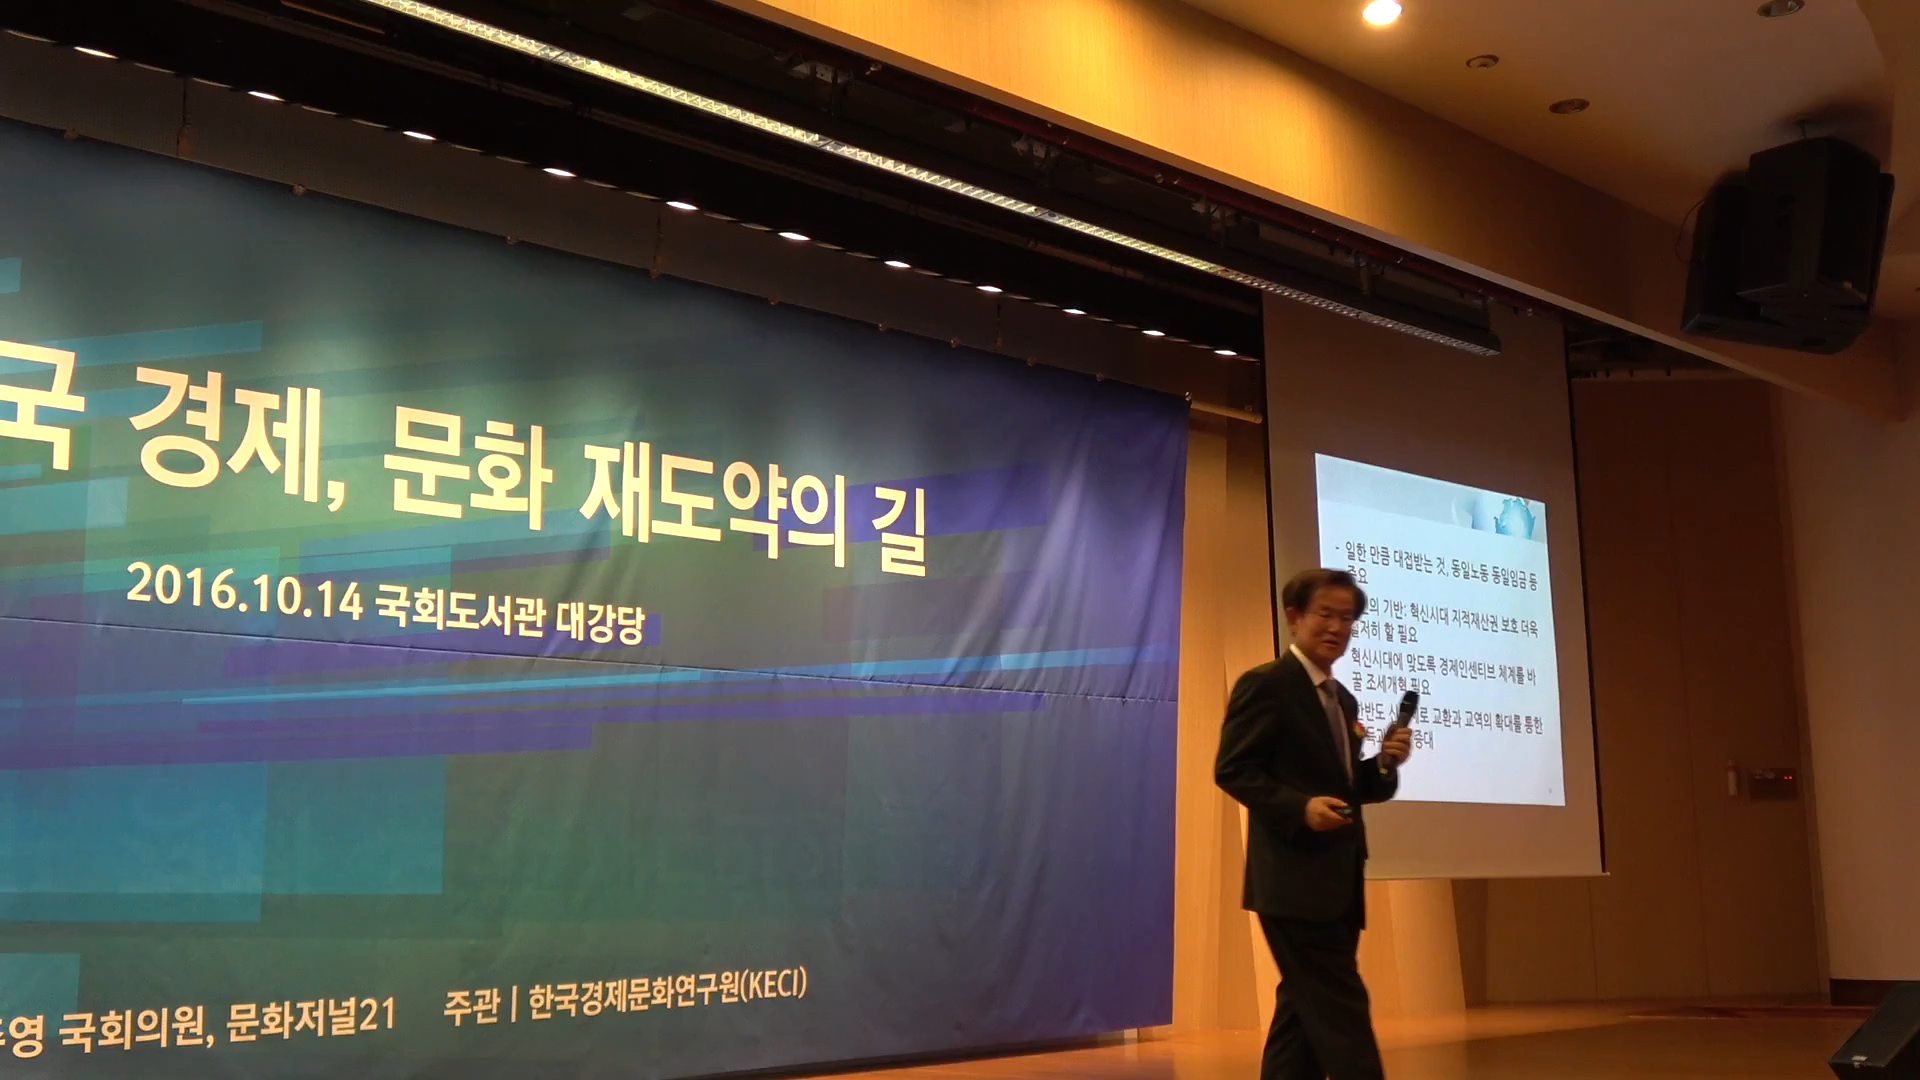 국 경제, 문화 재도약의 길
2016.10.14 국회도서관 대강당
영 국회의원, 문화저널21 주관 | 한국경제문화연구원(KECI)
- 일한 만큼 대접받는 것, 동일노동 동일임금 등
중요
의 기반: 혁신시대 지적재산권 보호 더욱
철저히 할 필요
혁신시대에 맞도록 경제인센티브 체계를 바
꿀 조세개혁 필요
한반도 교환과 교역의 확대를 통한
증대